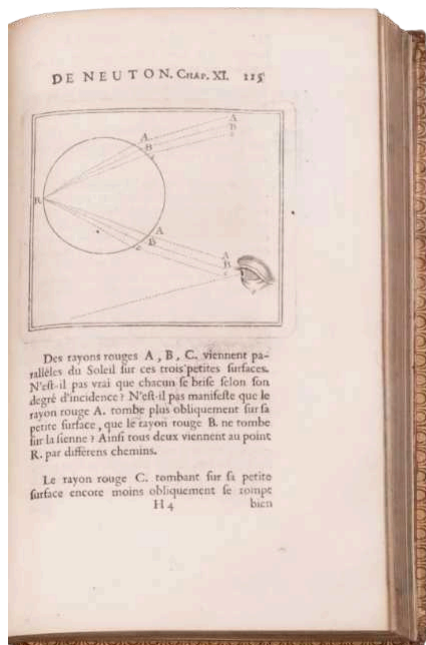 DE NEUTON. CHAP. XI. 115
A
B
A
B
R
A
B
A
B
Des rayons rouges A, B, C. viennent pa-
rallèles du Soleil ſur ces trois petites ſurfaces.
N'eſt-il pas vrai que chacun ſe briſe ſelon ſon
degré d'incidence ? N'eſt-il pas manifeſte que le
rayon rouge A. tombe plus obliquement ſur ſa
petite ſurface, que le rayon rouge B. ne tombe
ſur la ſienne ? Ainſi tous deux viennent au point
R. par différens chemins.
Le rayon rouge C. tombant ſur ſa petite
ſurface encore moins obliquement ſe rompt
H 4 bien